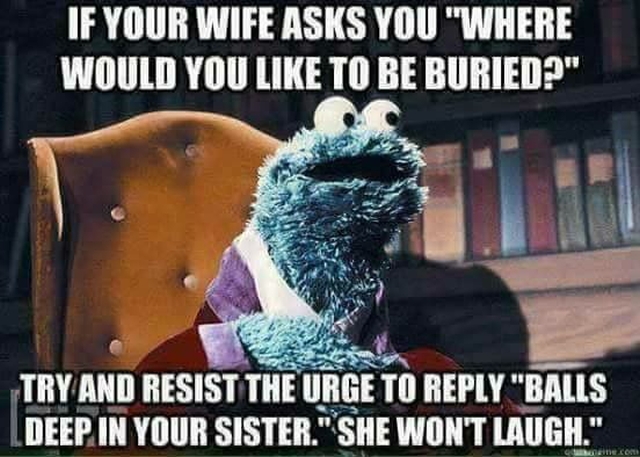 IF YOUR WIFE ASKS YOU "WHERE
WOULD YOU LIKE TO BE BURIED?"
TRY AND RESIST THE URGE TO REPLY "BALLS
DEEP IN YOUR SISTER." SHE WON'T LAUGH."